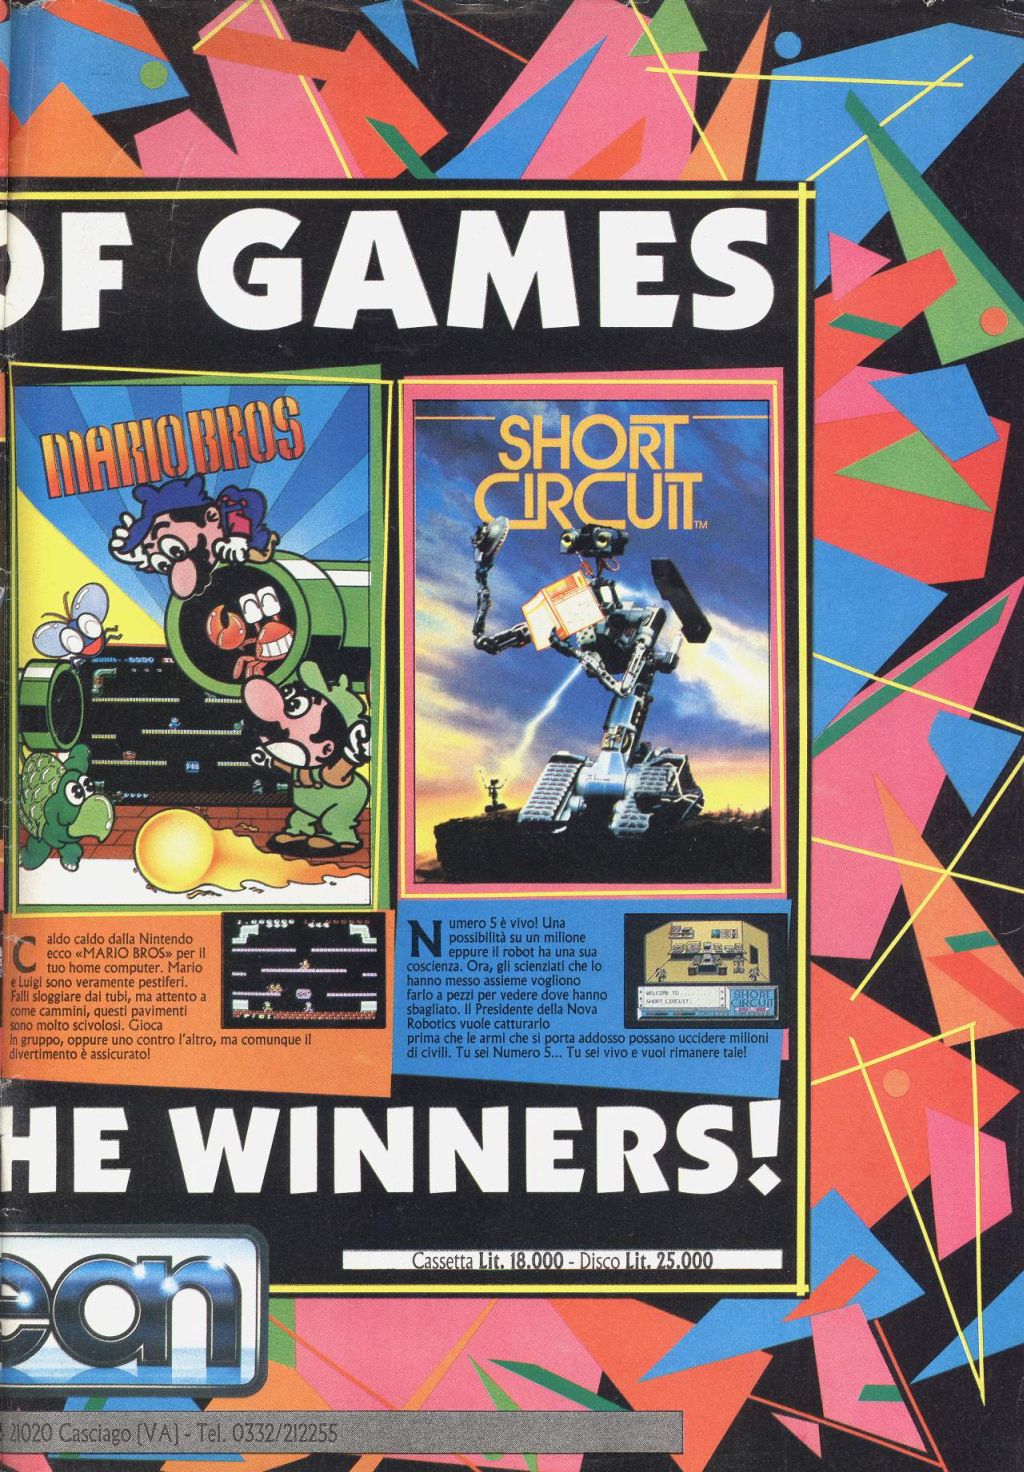 OF GAMES
MARIO BROS
SHORT
CIRCUIT™
Caldo caldo dalla Nintendo
ecco «MARIO BROS» per il
tuo home computer. Mario
e Luigi sono veramente pestiferi.
Falli sloggiare dai tubi, ma attento a
come cammini, questi pavimenti
sono molto scivolosi. Gioca
in gruppo, oppure uno contro l'altro, ma comunque il
divertimento è assicurato!
Numero 5 è vivo! Una
possibilità su un milione
eppure il robot ha una sua
coscienza. Ora, gli scienziati che lo
hanno messo assieme vogliono
farlo a pezzi per vedere dove hanno
sbagliato. Il Presidente della Nova
Robotics vuole catturarlo
prima che le armi che si porta addosso possano uccidere milioni
di civili. Tu sei Numero 5... Tu sei vivo e vuoi rimanere tale!
WELCOME TO ........
SHORT CIRCUIT.
SHORT
CIRCUIT
HE WINNERS!
ean
Cassetta Lit. 18.000 - Disco Lit. 25.000
21020 Casciago (VA) - Tel. 0332/212255